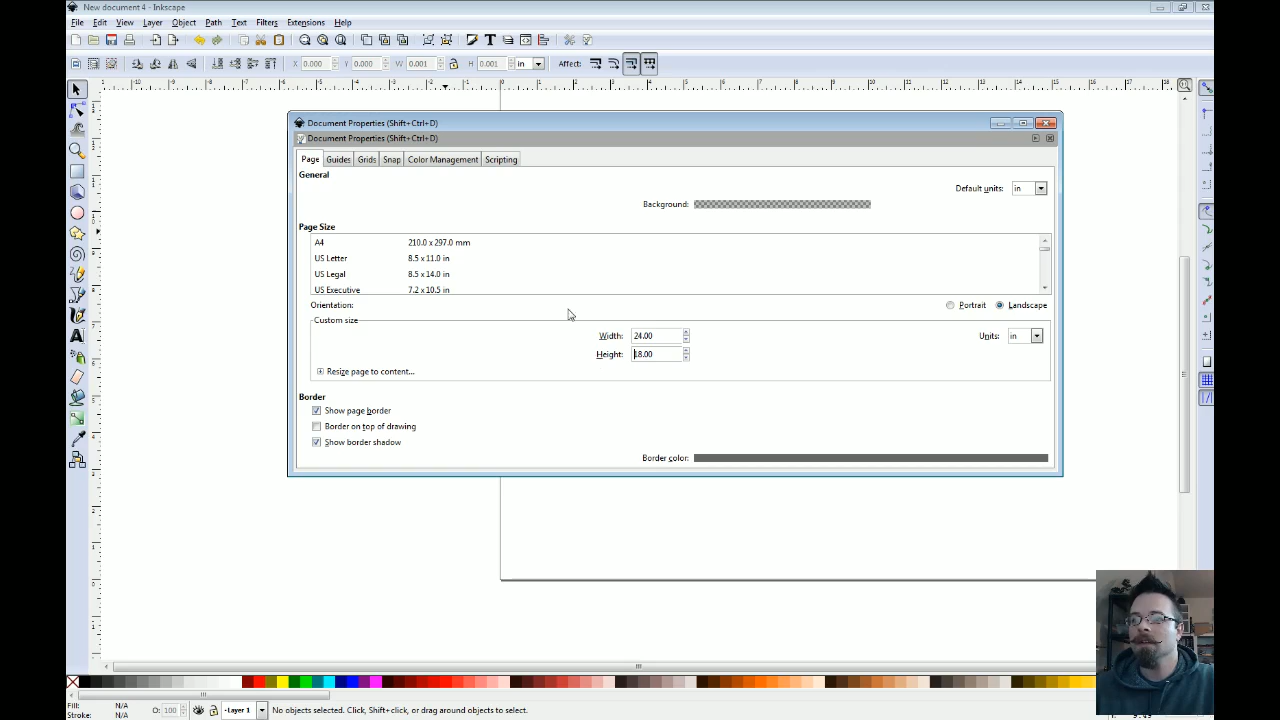 New document 4 - Inkscape
File Edit View Layer Object Path Text Filters Extensions Help
X 0.000 Y 0.000 W 0.001 H 0.001 in Affect:
Document Properties (Shift+Ctrl+D)
Document Properties (Shift+Ctrl+D)
Page Guides Grids Snap Color Management Scripting
General
Default units: in
Background:
Page Size
A4 210.0 x 297.0 mm
US Letter 8.5 x 11.0 in
US Legal 8.5 x 14.0 in
US Executive 7.2 x 10.5 in
Orientation: Portrait Landscape
Custom size
Width: 24.00 Units: in
Height: 18.00
Resize page to content...
Border
Show page border
Border on top of drawing
Show border shadow
Border color:
Fill: N/A
Stroke: N/A
O: 100
Layer 1
No objects selected. Click, Shift+click, or drag around objects to select.